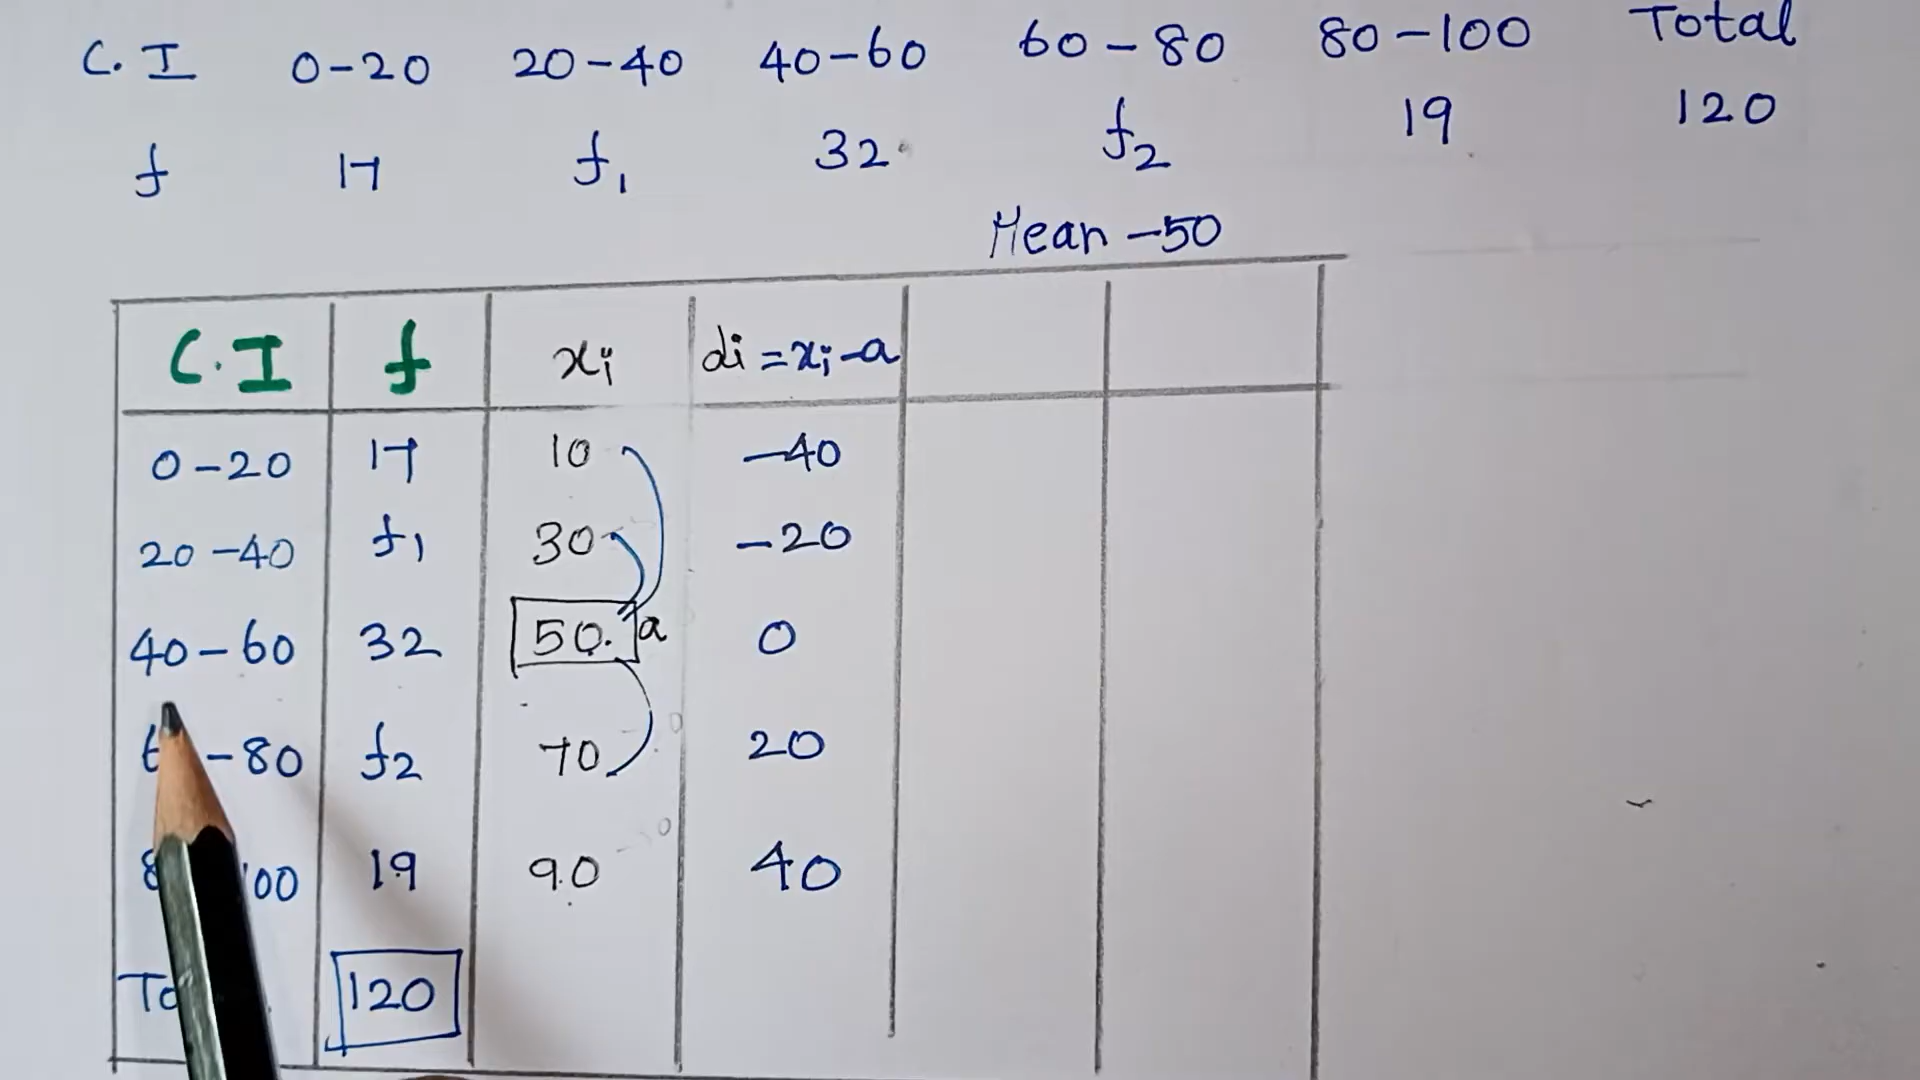 C.I 0-20 20-40 40-60 60-80 80-100 Total
f 17 f1 32 f2 19 120
Mean -50
C.I f xi di = xi-a
0-20 17 10 -40
20-40 f1 30 -20
40-60 32 50. a 0
-80 f2 70 20
00 19 90 40
120